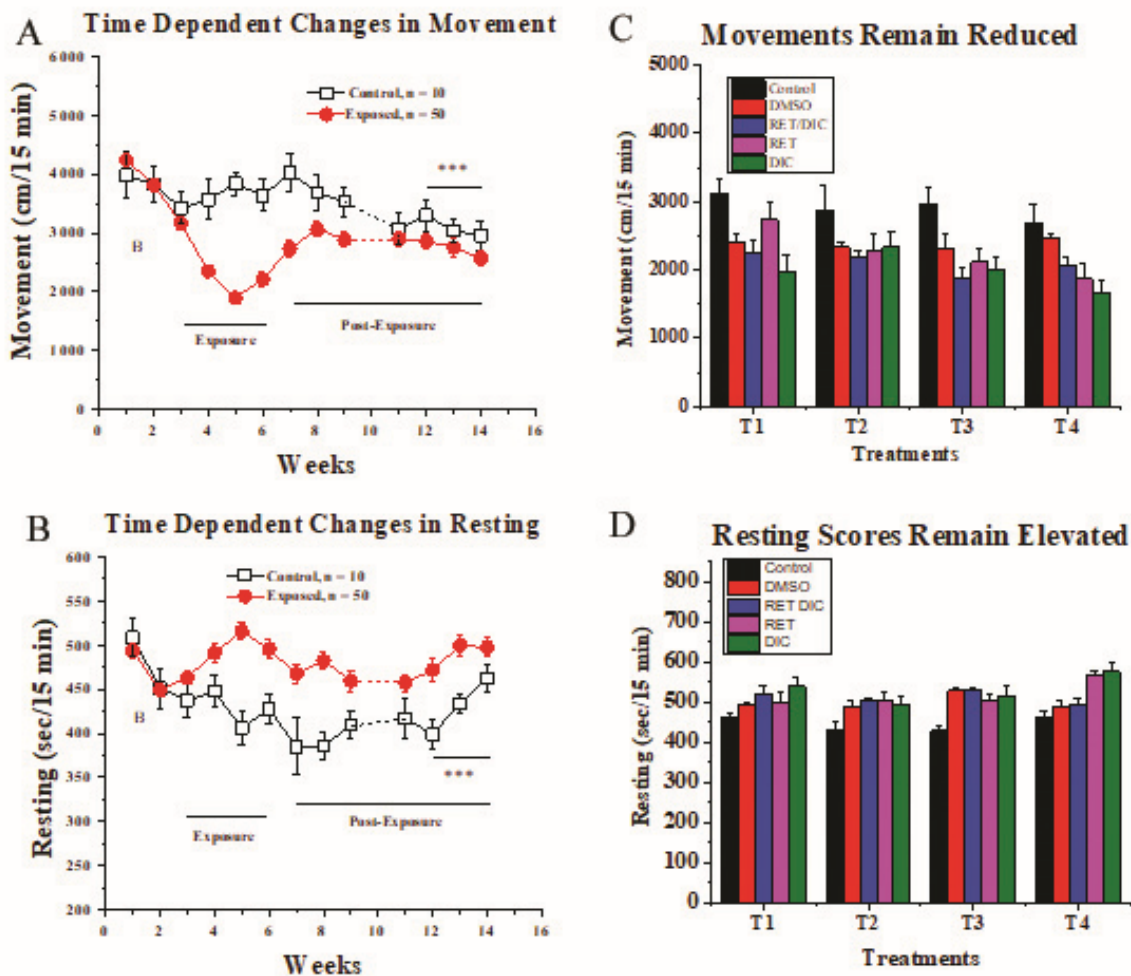 A
Time Dependent Changes in Movement
Movement (cm/15 min)
6000
5000
4000
3000
2000
1000
0
Control, n = 10
Exposed, n = 50
***
B
Exposure
Post-Exposure
0 2 4 6 8 10 12 14 16
Weeks
B
Time Dependent Changes in Resting
Resting (sec/15 min)
600
550
500
450
400
350
300
250
200
Control, n = 10
Exposed, n = 50
B
***
Exposure
Post-Exposure
0 2 4 6 8 10 12 14 16
Weeks
C
Movements Remain Reduced
Movement (cm/15 min)
5000
4000
3000
2000
1000
0
Control
DMSO
RET/DIC
RET
DIC
T1 T2 T3 T4
Treatments
D
Resting Scores Remain Elevated
Resting (sec/15 min)
800
700
600
500
400
300
200
100
0
Control
DMSO
RET DIC
RET
DIC
T1 T2 T3 T4
Treatments